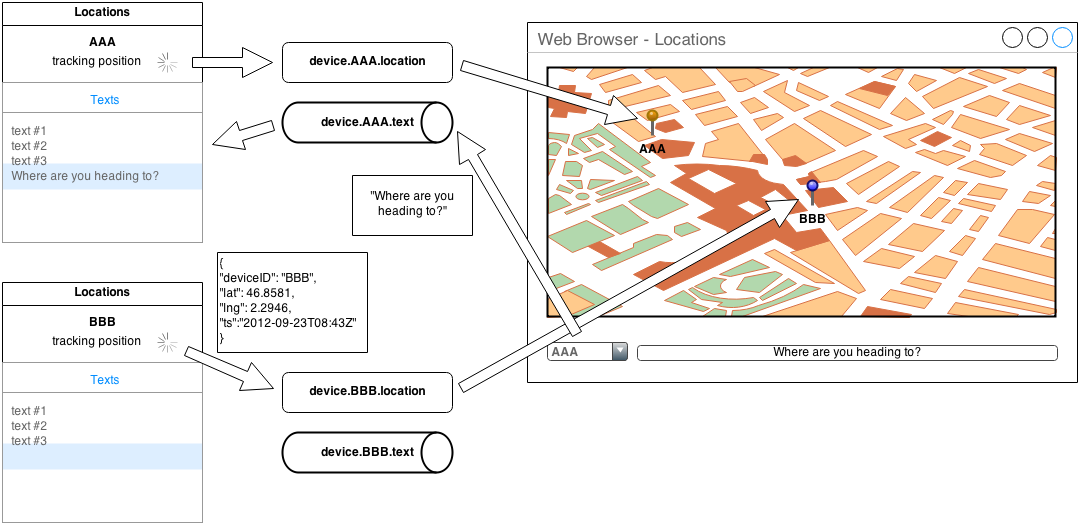 Locations
AAA
tracking position
Texts
text #1
text #2
text #3
Where are you heading to?
device.AAA.location
device.AAA.text
"Where are you
heading to?"
{
"deviceID": "BBB",
"lat": 46.8581,
"lng": 2.2946,
"ts":"2012-09-23T08:43Z"
}
Locations
BBB
tracking position
Texts
text #1
text #2
text #3
device.BBB.location
device.BBB.text
Web Browser - Locations
AAA
BBB
AAA
Where are you heading to?